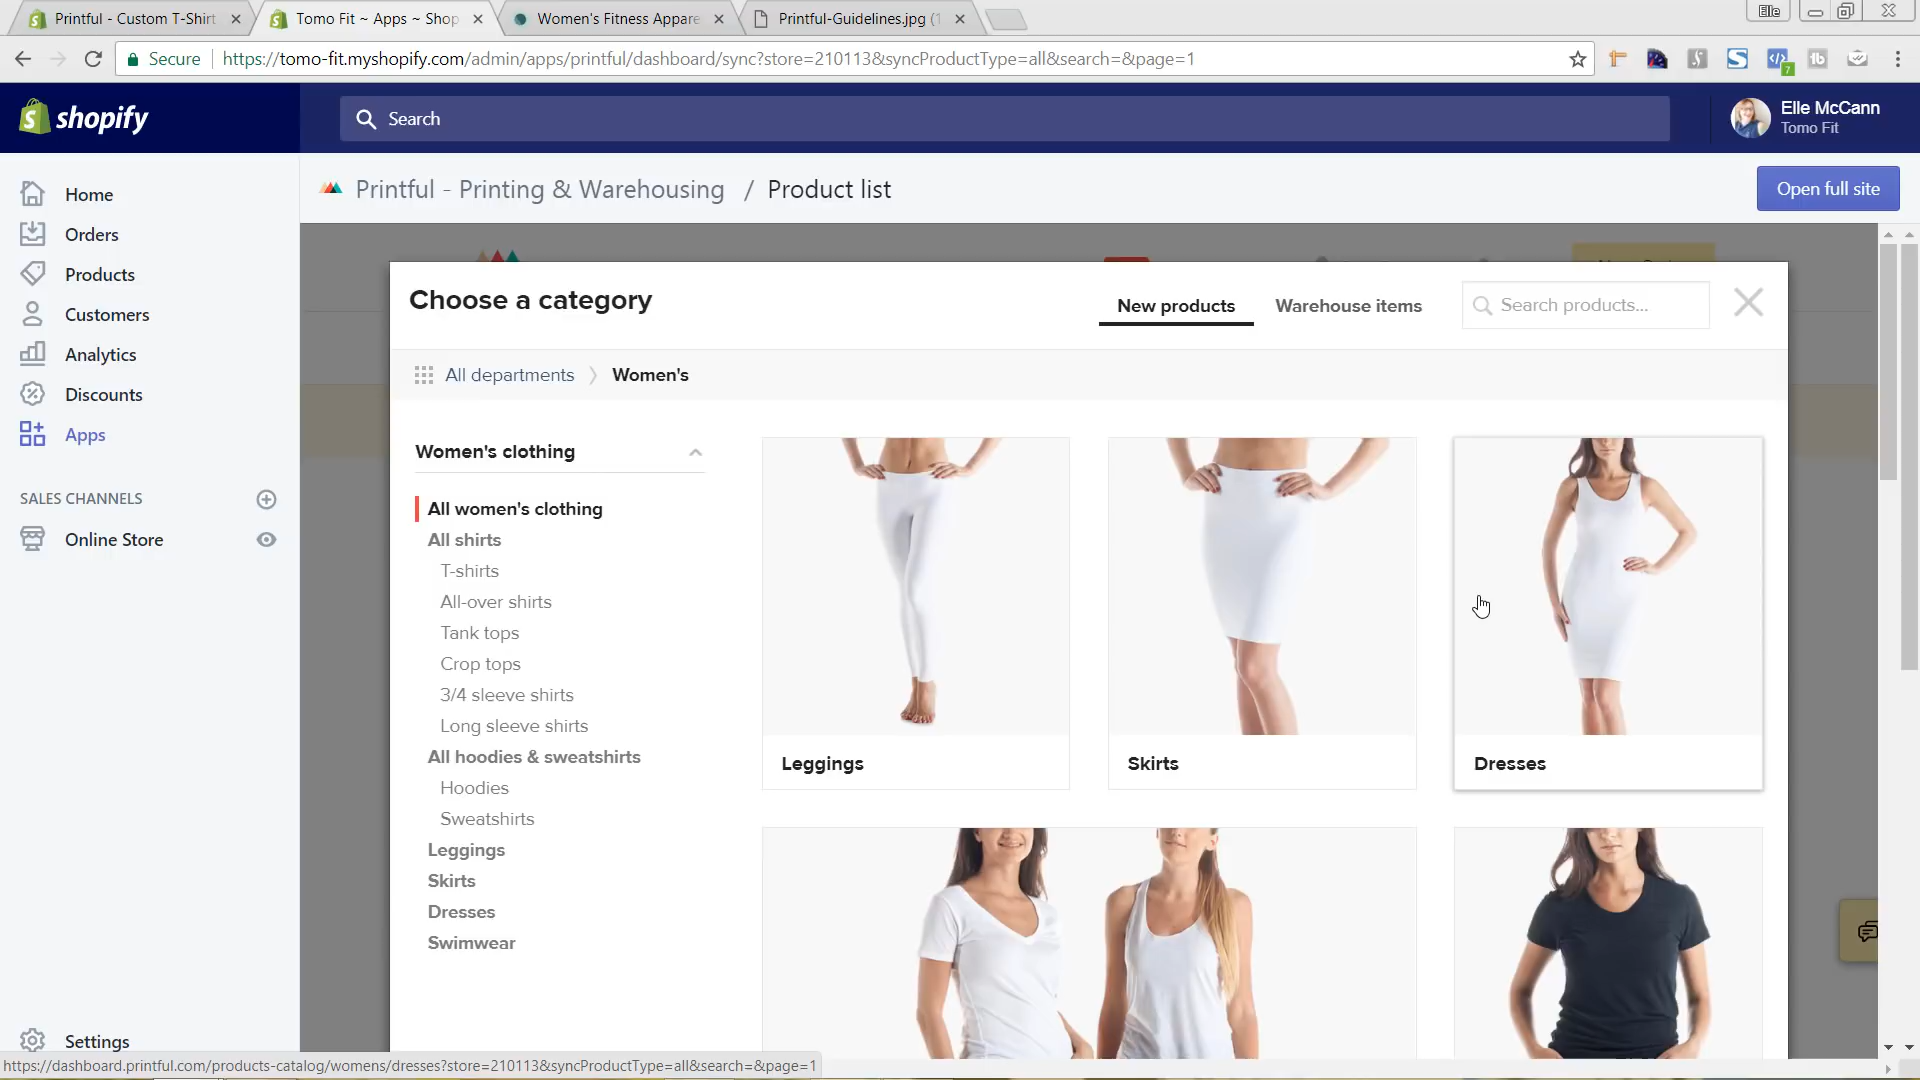 Printful - Custom T-Shirt
Tomo Fit ~ Apps ~ Shop
Women's Fitness Appare
Printful-Guidelines.jpg (1
Elle
Secure
https://tomo-fit.myshopify.com/admin/apps/printful/dashboard/sync?store=210113&syncProductType=all&search=&page=1
7
shopify
Search
Elle McCann
Tomo Fit
Printful - Printing & Warehousing / Product list
Open full site
Home
Orders
Products
Customers
Analytics
Discounts
Apps
SALES CHANNELS
Online Store
Settings
Choose a category
New products
Warehouse items
Search products...
All departments
Women's
Women's clothing
All women's clothing
All shirts
T-shirts
All-over shirts
Tank tops
Crop tops
3/4 sleeve shirts
Long sleeve shirts
All hoodies & sweatshirts
Hoodies
Sweatshirts
Leggings
Skirts
Dresses
Swimwear
Leggings
Skirts
Dresses
https://dashboard.printful.com/products-catalog/womens/dresses?store=210113&syncProductType=all&search=&page=1